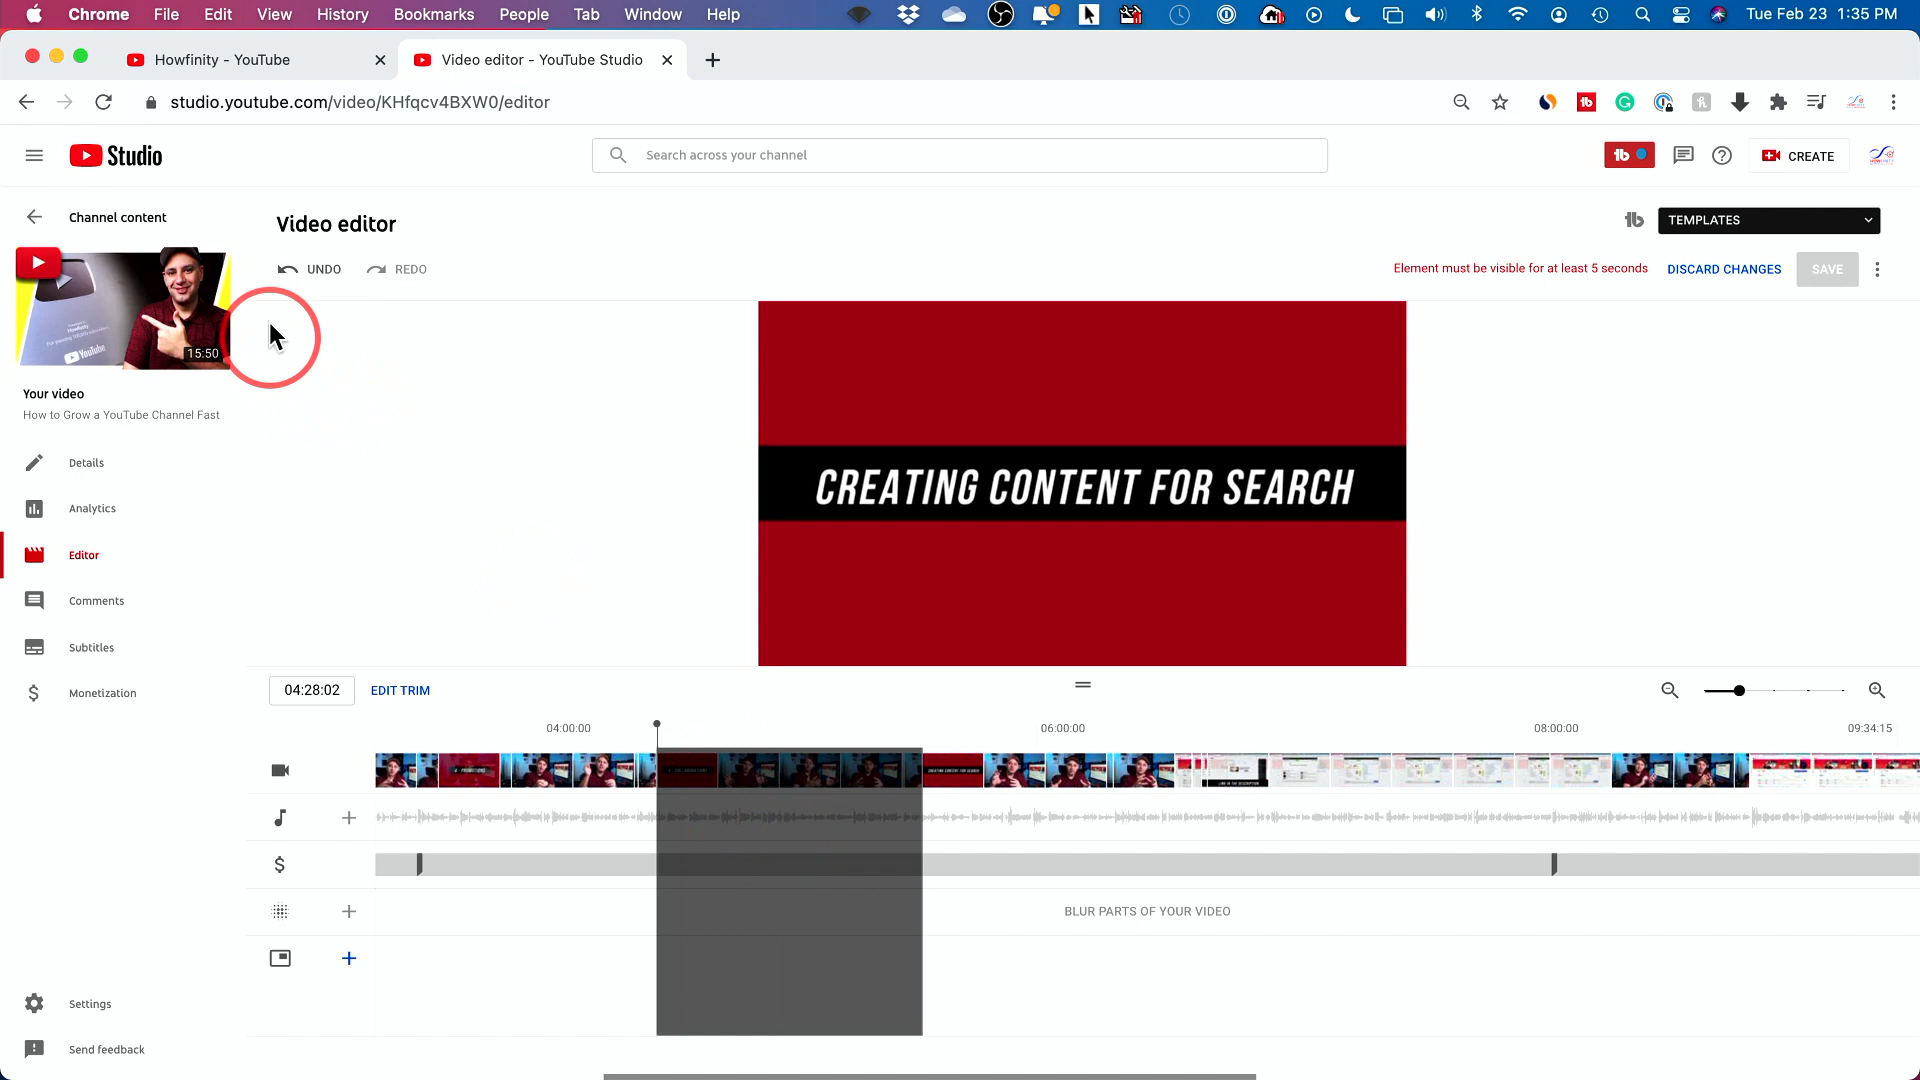 Chrome File Edit View History Bookmarks People Tab Window Help Tue Feb 23 1:35 PM
Howfinity - YouTube Video editor - YouTube Studio
studio.youtube.com/video/KHfqcv4BXW0/editor
Studio Search across your channel CREATE
Channel content
Video editor
TEMPLATES
UNDO REDO
Element must be visible for at least 5 seconds DISCARD CHANGES SAVE
YouTube
15:50
Your video
How to Grow a YouTube Channel Fast
Details
Analytics
Editor
Comments
Subtitles
Monetization
Settings
Send feedback
CREATING CONTENT FOR SEARCH
04:28:02 EDIT TRIM
04:00:00 06:00:00 08:00:00 09:34:15
BLUR PARTS OF YOUR VIDEO